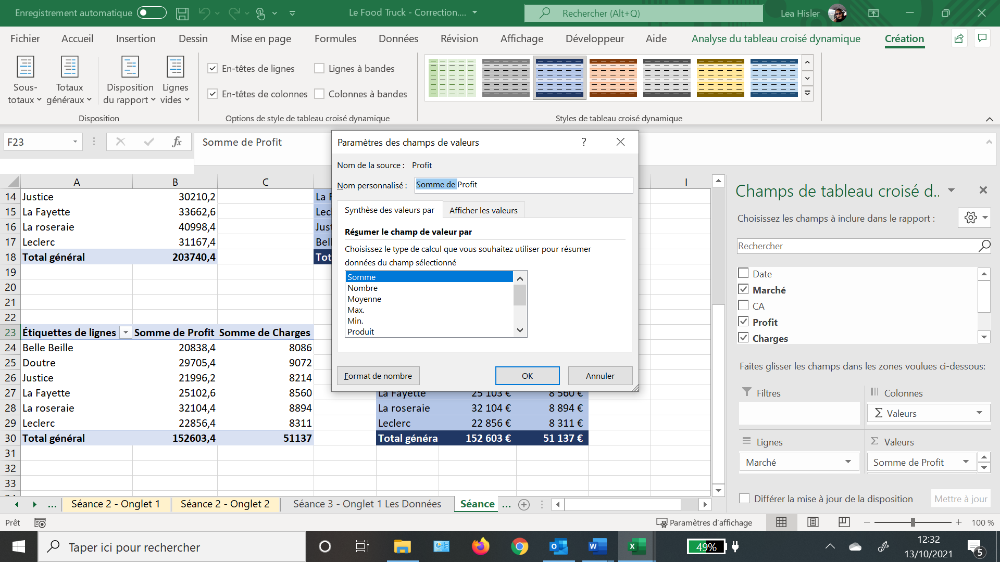 Enregistrement automatique
Le Food Truck - Correction....
Rechercher (Alt+Q)
Lea Hisler
Fichier Accueil Insertion Dessin Mise en page Formules Données Révision Affichage Développeur Aide Analyse du tableau croisé dynamique Création
Sous-totaux
Totaux généraux
Disposition du rapport
Lignes vides
En-têtes de lignes
Lignes à bandes
En-têtes de colonnes
Colonnes à bandes
Disposition
Options de style de tableau croisé dynamique
Styles de tableau croisé dynamique
F23
fx
Somme de Profit
Paramètres des champs de valeurs
?
Nom de la source : Profit
Nom personnalisé : Somme de Profit
Synthèse des valeurs par
Afficher les valeurs
Résumer le champ de valeur par
Choisissez le type de calcul que vous souhaitez utiliser pour résumer
données du champ sélectionné
Somme
Nombre
Moyenne
Max.
Min.
Produit
Format de nombre
OK
Annuler
A B C I
14 Justice 30210,2 La F
15 La Fayette 33662,6 Lec
16 La roseraie 40998,4 Just
17 Leclerc 31167,4 Bell
18 Total général 203740,4 Tot
19
20
21
22
23 Étiquettes de lignes Somme de Profit Somme de Charges
24 Belle Beille 20838,4 8086
25 Doutre 29705,4 9072
26 Justice 21996,2 8214
27 La Fayette 25102,6 8560 La Fayette 25 103 € 8 560 €
28 La roseraie 32104,4 8894 La roseraie 32 104 € 8 894 €
29 Leclerc 22856,4 8311 Leclerc 22 856 € 8 311 €
30 Total général 152603,4 51137 Total généra 152 603 € 51 137 €
31
32
33
Champs de tableau croisé d..
Choisissez les champs à inclure dans le rapport :
Rechercher
Date
Marché
CA
Profit
Charges
Faites glisser les champs dans les zones voulues ci-dessous:
Filtres
Colonnes
Σ Valeurs
Lignes
Σ Valeurs
Marché
Somme de Profit
Différer la mise à jour de la disposition
Mettre à jour
... Séance 2 - Onglet 1 Séance 2 - Onglet 2 Séance 3 - Onglet 1 Les Données Séance ...
Prêt
Paramètres d'affichage
100 %
Taper ici pour rechercher
49%
12:32
13/10/2021
5